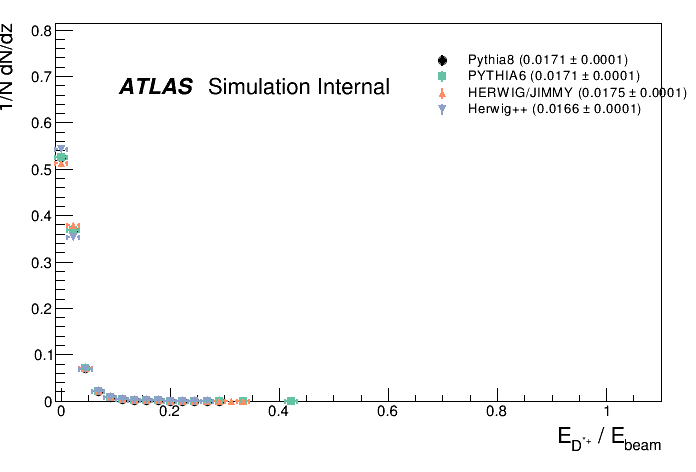 1/N dN/dz
0.8
0.7
0.6
0.5
0.4
0.3
0.2
0.1
0
ATLAS Simulation Internal
Pythia8 (0.0171 ± 0.0001)
PYTHIA6 (0.0171 ± 0.0001)
HERWIG/JIMMY (0.0175 ± 0.0001)
Herwig++ (0.0166 ± 0.0001)
0 0.2 0.4 0.6 0.8 1
E_D*+ / E_beam